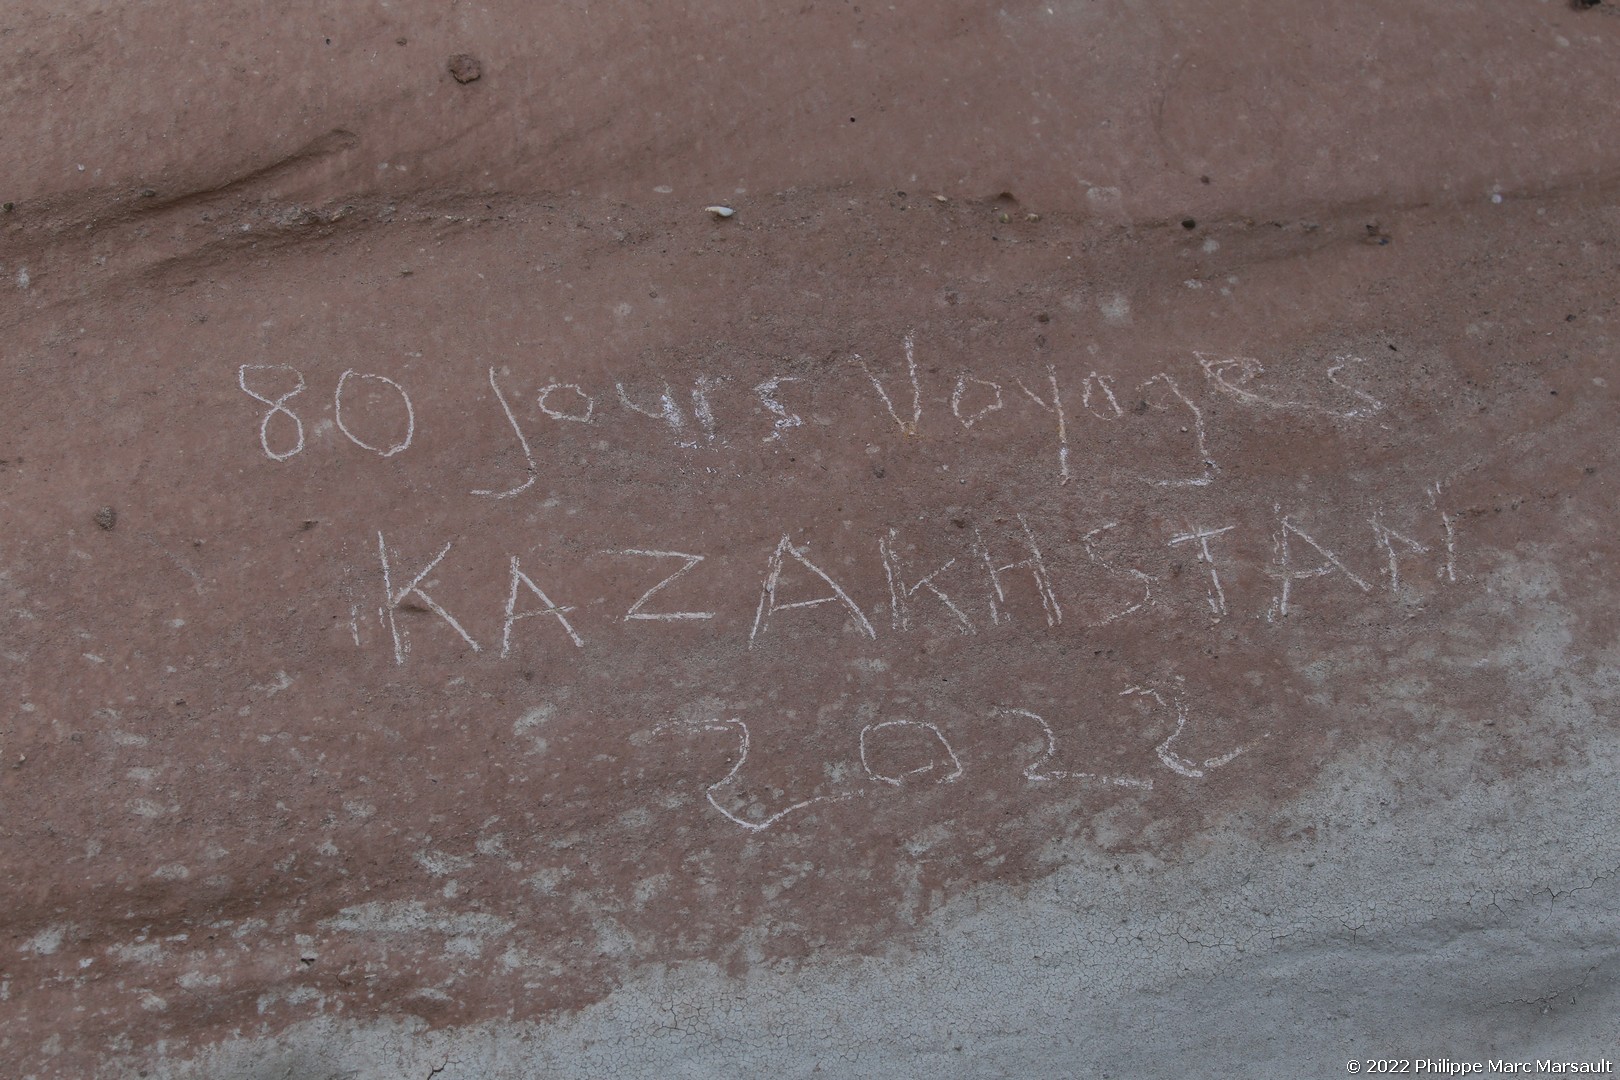 80 jours Voyages
KAZAKHSTAN
2022
© 2022 Philippe Marc Marsault